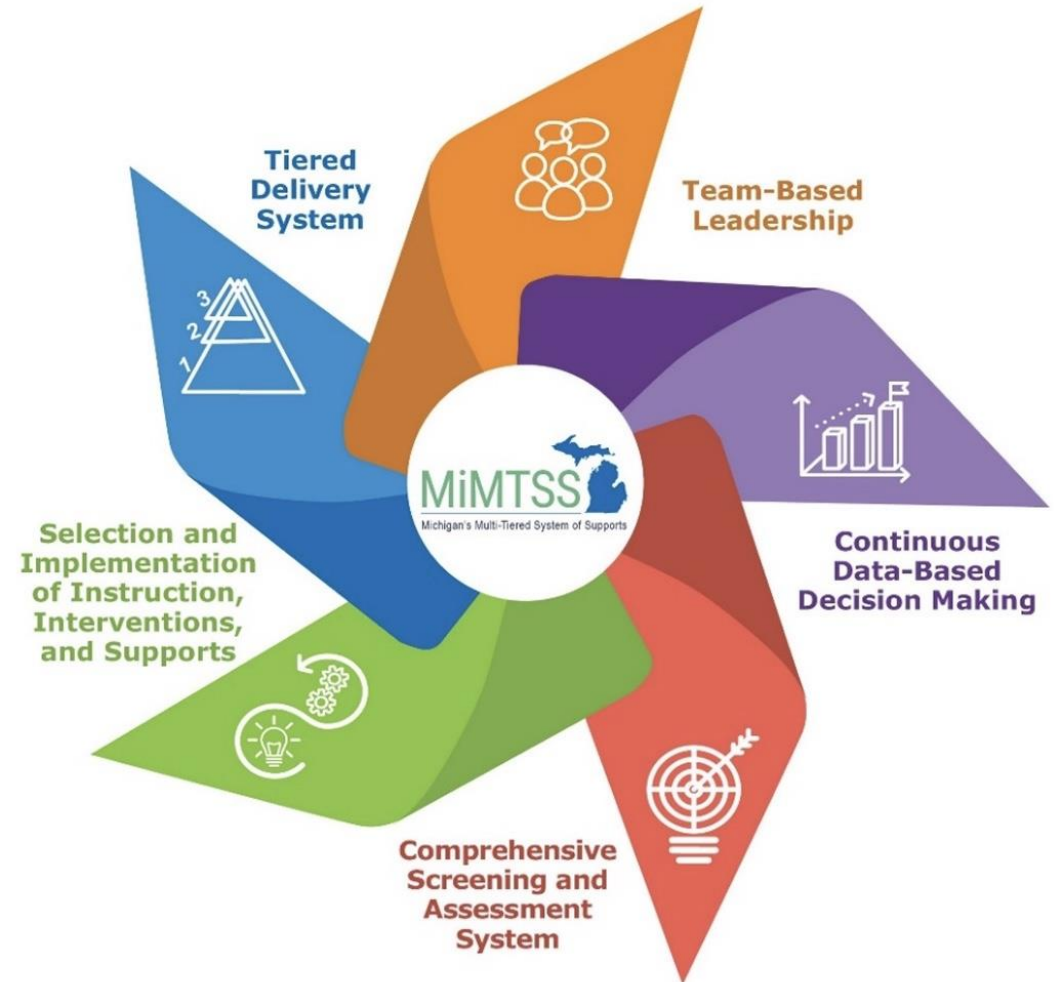 Tiered
Delivery
System
Team-Based
Leadership
3
2
1
MiMTSS
Michigan's Multi-Tiered System of Supports
Selection and
Implementation
of Instruction,
Interventions,
and Supports
Continuous
Data-Based
Decision Making
Comprehensive
Screening and
Assessment
System